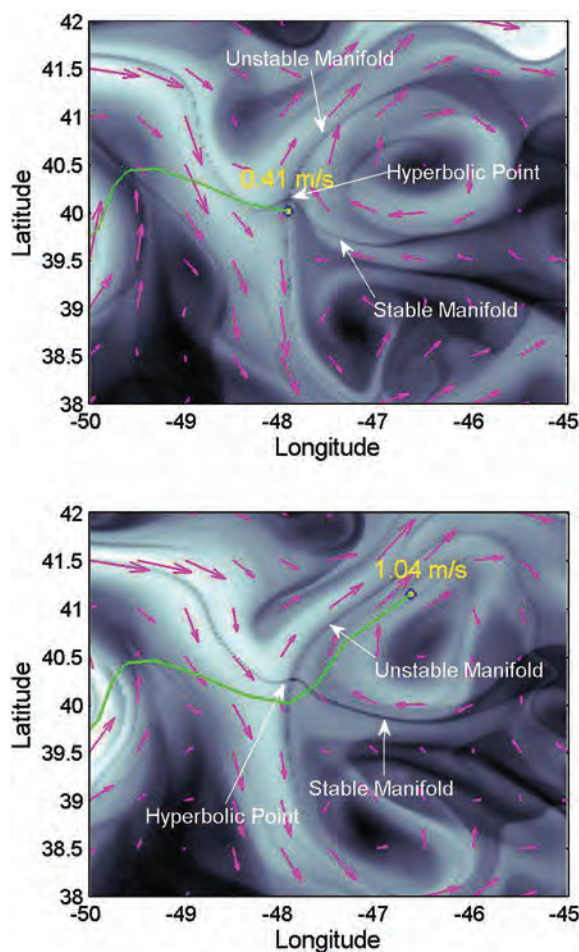 42
41.5
41
40.5
40
39.5
39
38.5
38
Latitude
Unstable Manifold
0.41 m/s
Hyperbolic Point
Stable Manifold
-50 -49 -48 -47 -46 -45
Longitude
42
41.5
41
40.5
40
39.5
39
38.5
38
Latitude
1.04 m/s
Unstable Manifold
Stable Manifold
Hyperbolic Point
-50 -49 -48 -47 -46 -45
Longitude